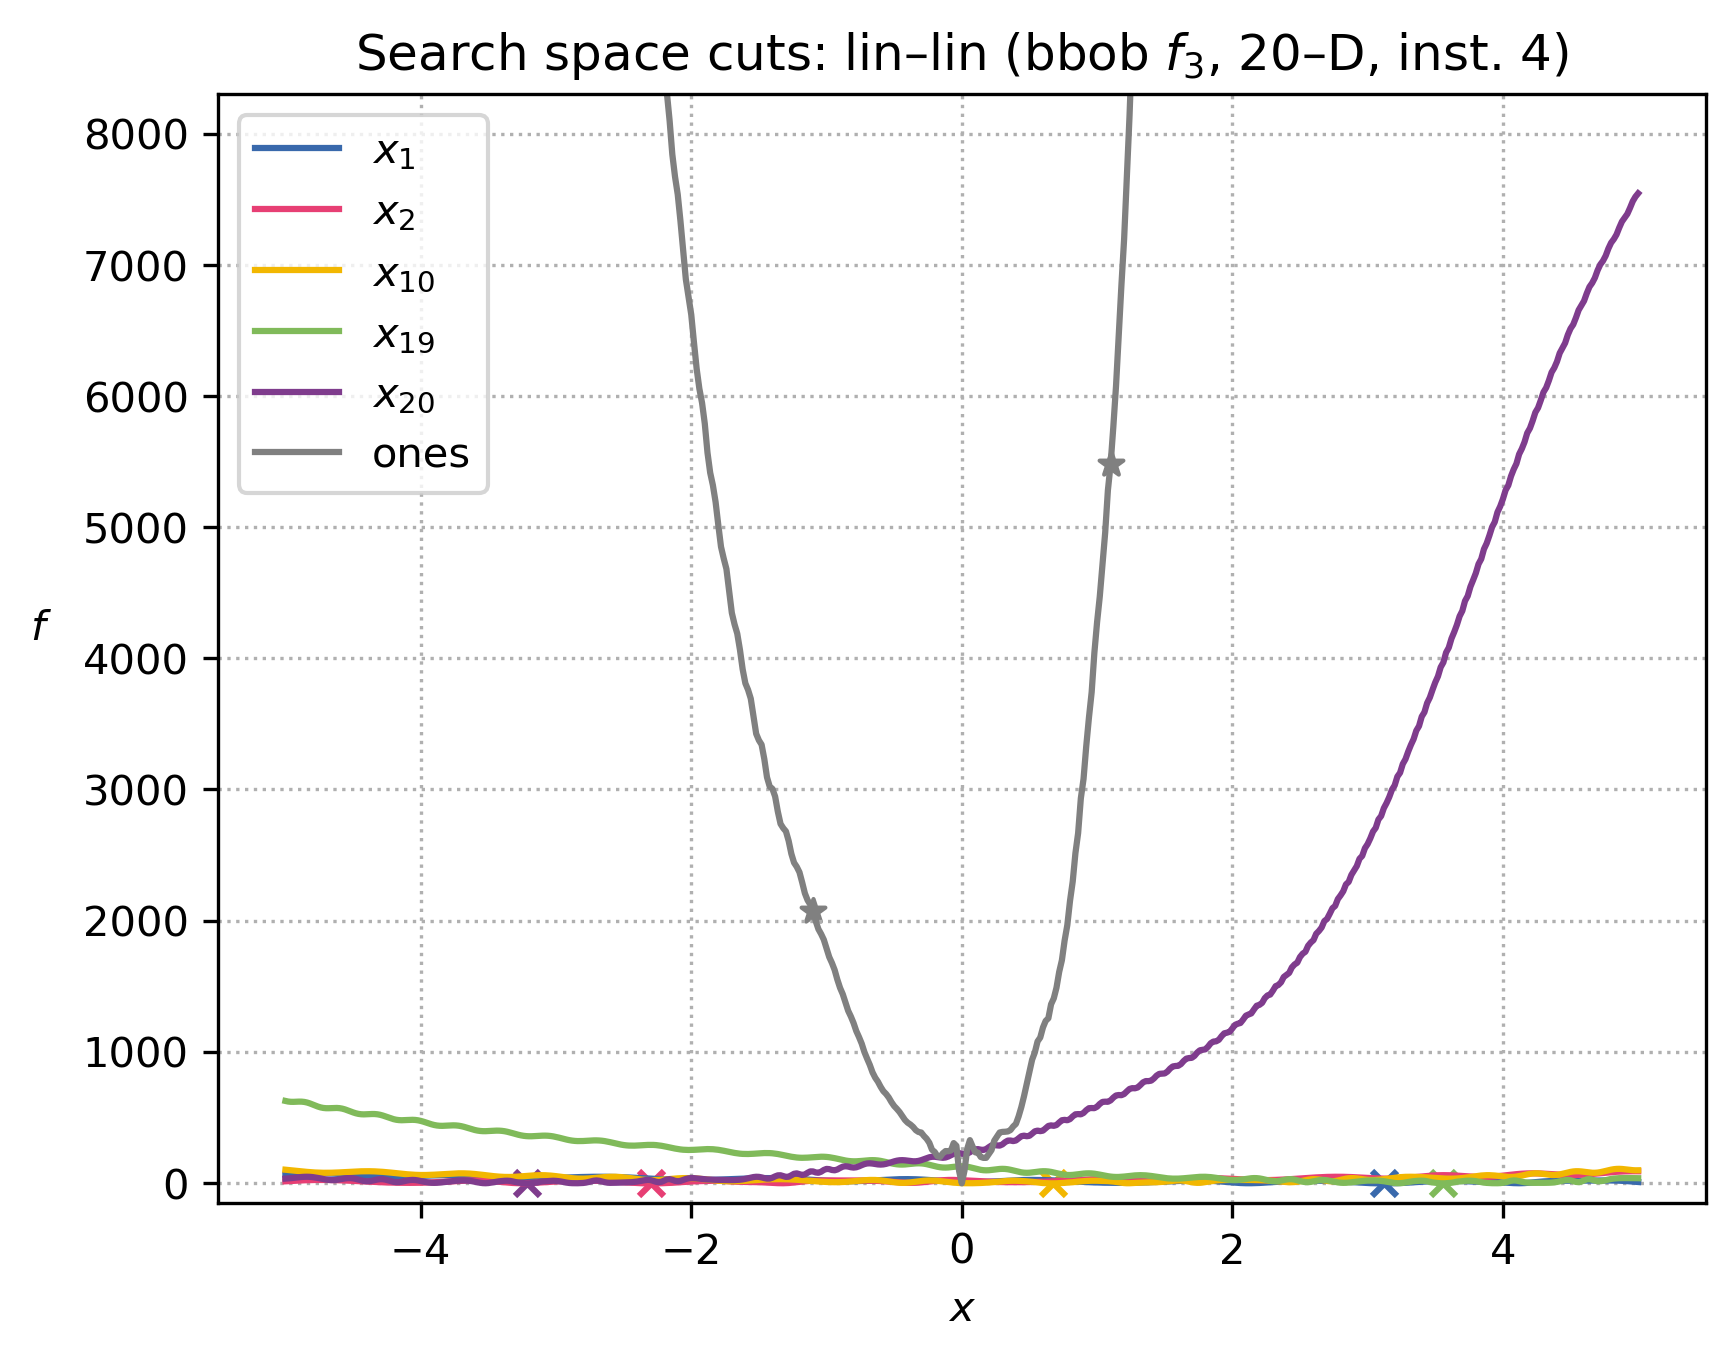 Search space cuts: lin–lin (bbob f3, 20–D, inst. 4)
8000
7000
6000
5000
4000
3000
2000
1000
0
f
x1
x2
x10
x19
x20
ones
−4 −2 0 2 4
x